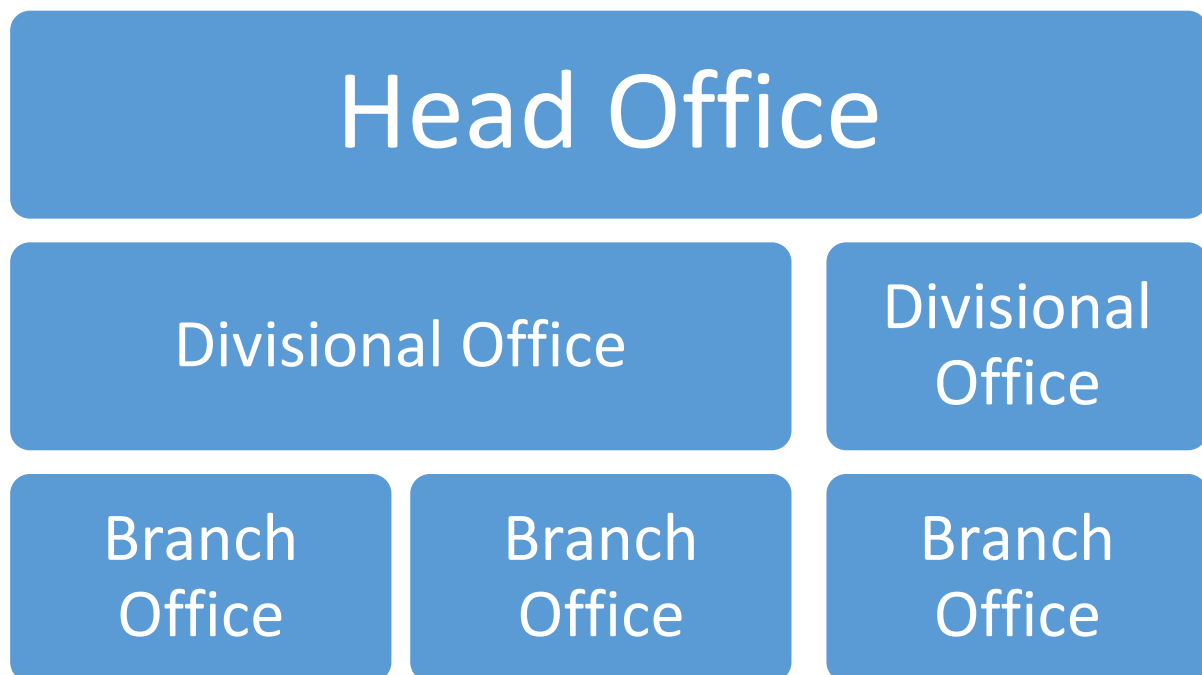 Head Office
Divisional Office
Divisional
Office
Branch
Office
Branch
Office
Branch
Office